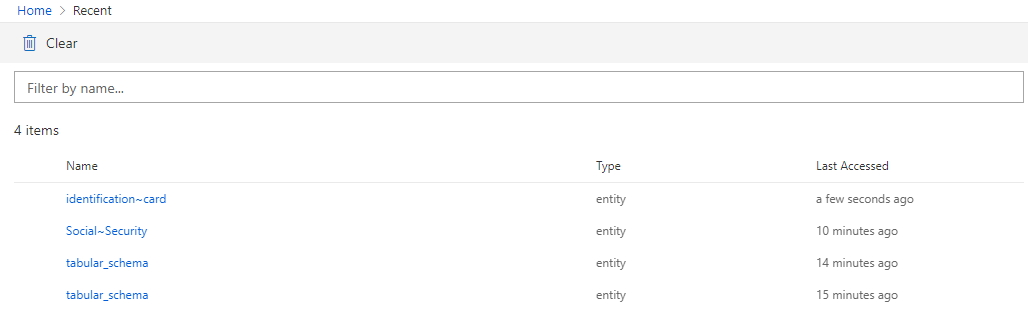 Home > Recent
Clear
Filter by name...
4 items
Name Type Last Accessed
identification~card entity a few seconds ago
Social~Security entity 10 minutes ago
tabular_schema entity 14 minutes ago
tabular_schema entity 15 minutes ago